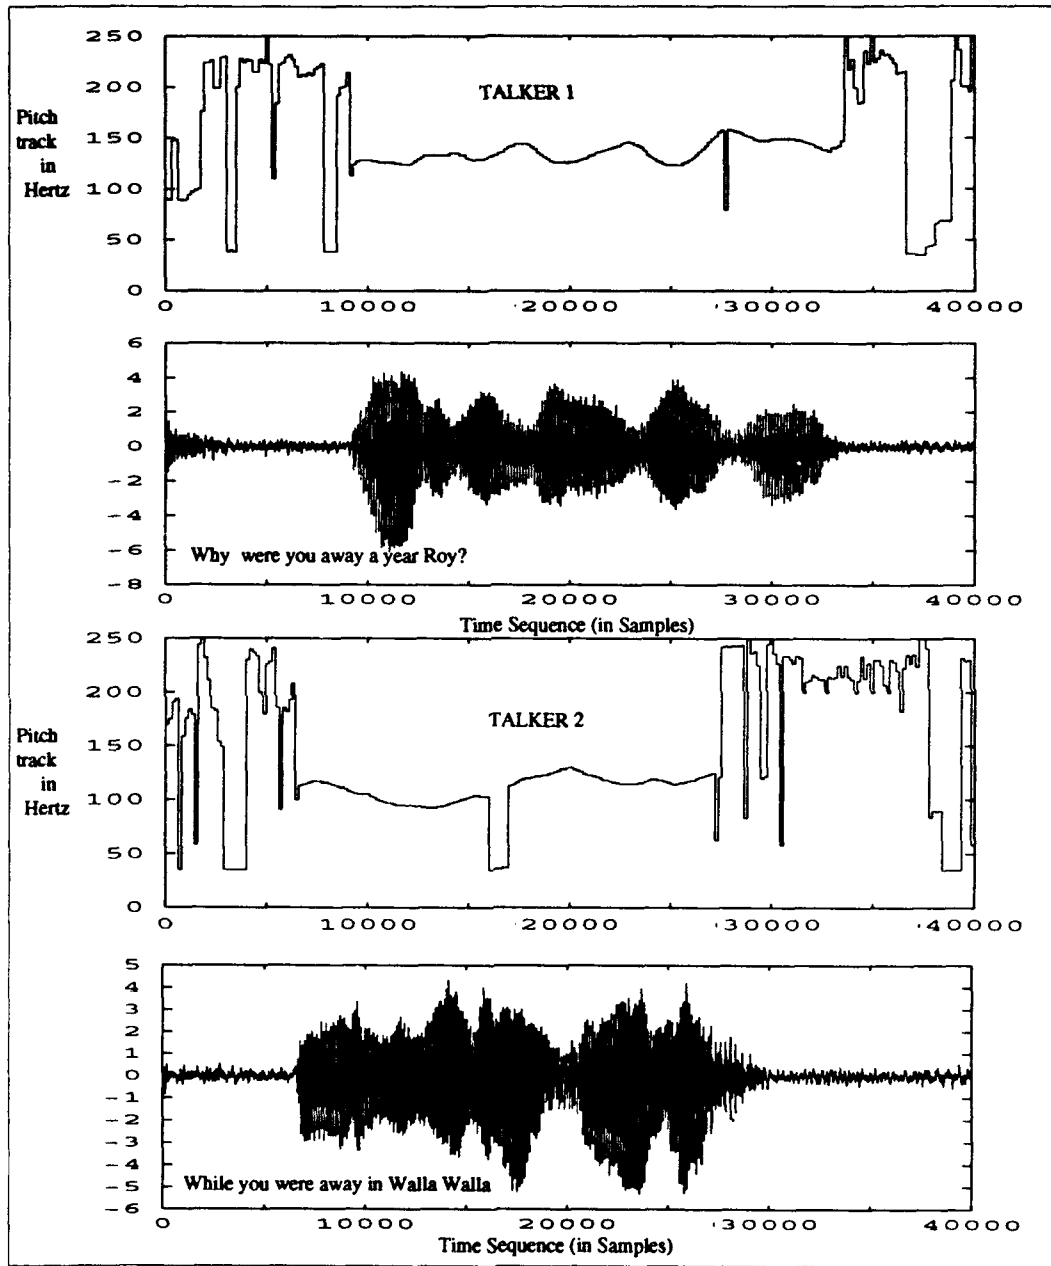 250
200
150
100
50
0
Pitch
track
in
Hertz
TALKER 1
0 10000 20000 30000 40000
6
4
2
0
-2
-4
-6
-8
Why were you away a year Roy?
0 10000 20000 30000 40000
Time Sequence (in Samples)
250
200
150
100
50
0
Pitch
track
in
Hertz
TALKER 2
0 10000 20000 30000 40000
5
4
3
2
1
0
-1
-2
-3
-4
-5
-6
While you were away in Walla Walla
0 10000 20000 30000 40000
Time Sequence (in Samples)